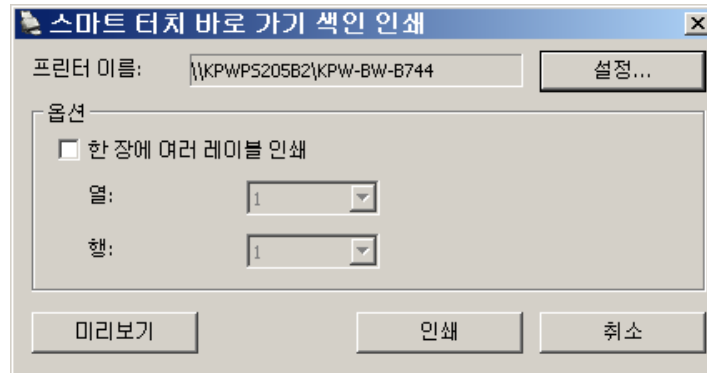 스마트 터치 바로 가기 색인 인쇄
프린터 이름: \\KPWPS205B2\KPW-BW-B744 설정...
옵션
한 장에 여러 레이블 인쇄
열: 1
행: 1
미리보기 인쇄 취소